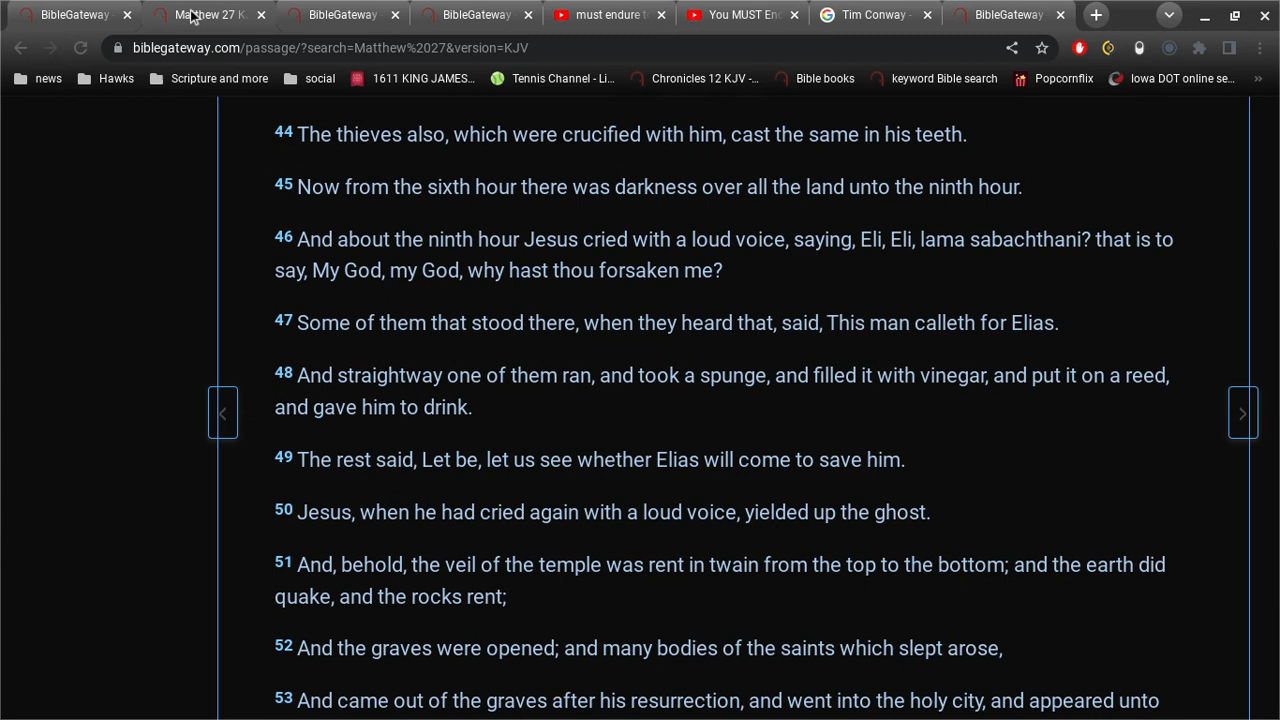 BibleGateway
Matthew 27 K
BibleGateway
BibleGateway
must endure t
You MUST En
Tim Conway -
BibleGateway
biblegateway.com/passage/?search=Matthew%2027&version=KJV
news
Hawks
Scripture and more
social
1611 KING JAMES...
Tennis Channel - Li...
Chronicles 12 KJV -...
Bible books
keyword Bible search
Popcornflix
Iowa DOT online se...
»
44 The thieves also, which were crucified with him, cast the same in his teeth.
45 Now from the sixth hour there was darkness over all the land unto the ninth hour.
46 And about the ninth hour Jesus cried with a loud voice, saying, Eli, Eli, lama sabachthani? that is to
say, My God, my God, why hast thou forsaken me?
47 Some of them that stood there, when they heard that, said, This man calleth for Elias.
48 And straightway one of them ran, and took a spunge, and filled it with vinegar, and put it on a reed,
and gave him to drink.
49 The rest said, Let be, let us see whether Elias will come to save him.
50 Jesus, when he had cried again with a loud voice, yielded up the ghost.
51 And, behold, the veil of the temple was rent in twain from the top to the bottom; and the earth did
quake, and the rocks rent;
52 And the graves were opened; and many bodies of the saints which slept arose,
53 And came out of the graves after his resurrection, and went into the holy city, and appeared unto